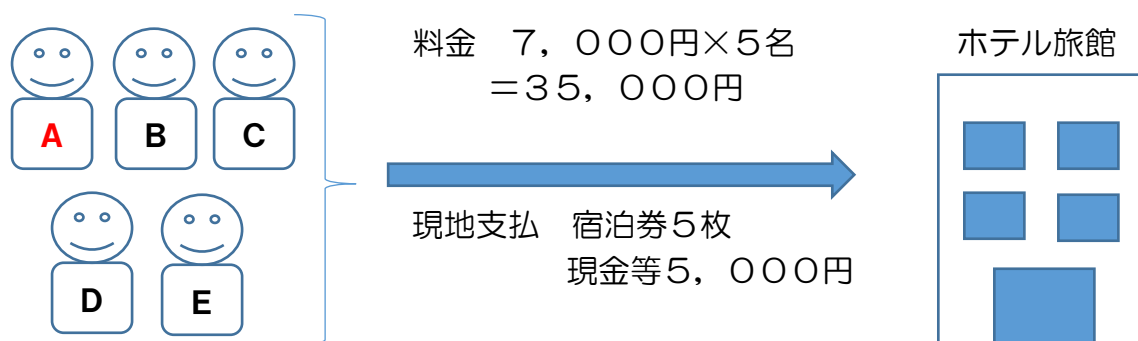 A B C
D E
料金　７，０００円×５名
＝３５，０００円
現地支払　宿泊券５枚
現金等５，０００円
ホテル旅館